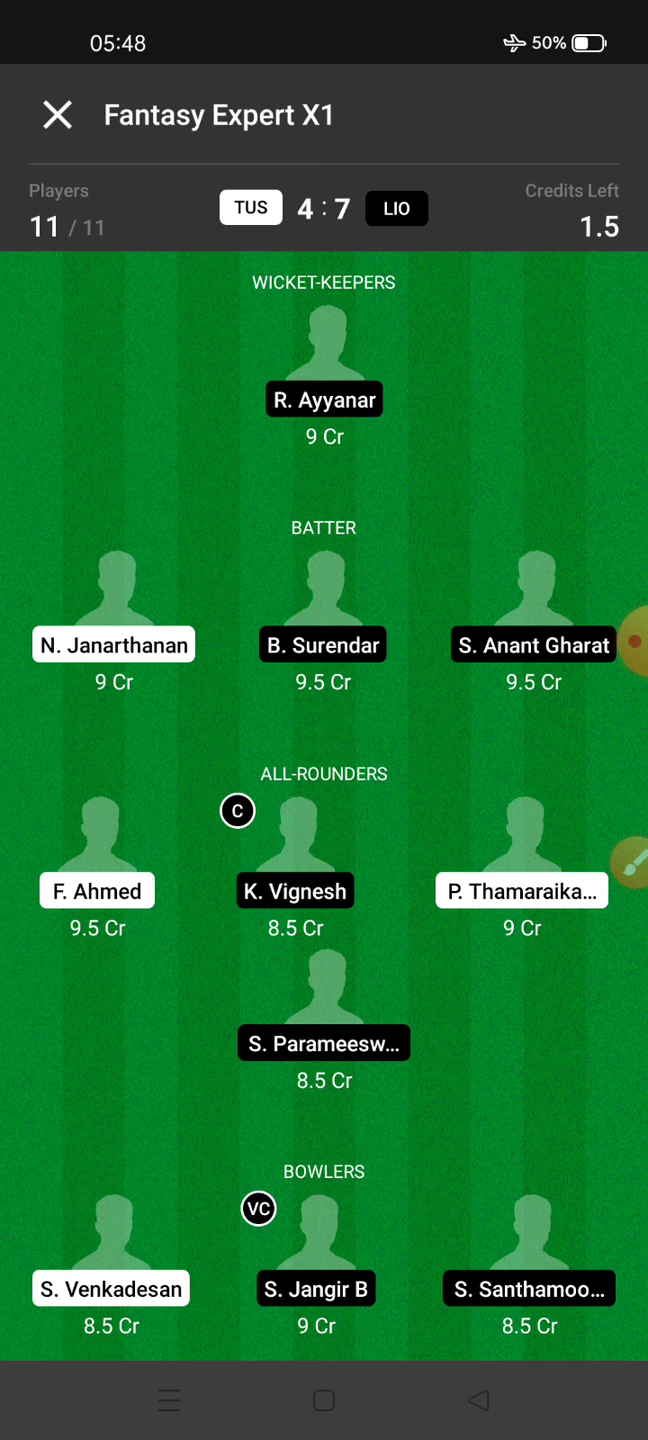 05:48 50%
Fantasy Expert X1
Players Credits Left
11 / 11 TUS 4 : 7 LIO 1.5
WICKET-KEEPERS
R. Ayyanar
9 Cr
BATTER
N. Janarthanan B. Surendar S. Anant Gharat
9 Cr 9.5 Cr 9.5 Cr
ALL-ROUNDERS
C
F. Ahmed K. Vignesh P. Thamaraika...
9.5 Cr 8.5 Cr 9 Cr
S. Parameesw...
8.5 Cr
BOWLERS
VC
S. Venkadesan S. Jangir B S. Santhamoo...
8.5 Cr 9 Cr 8.5 Cr